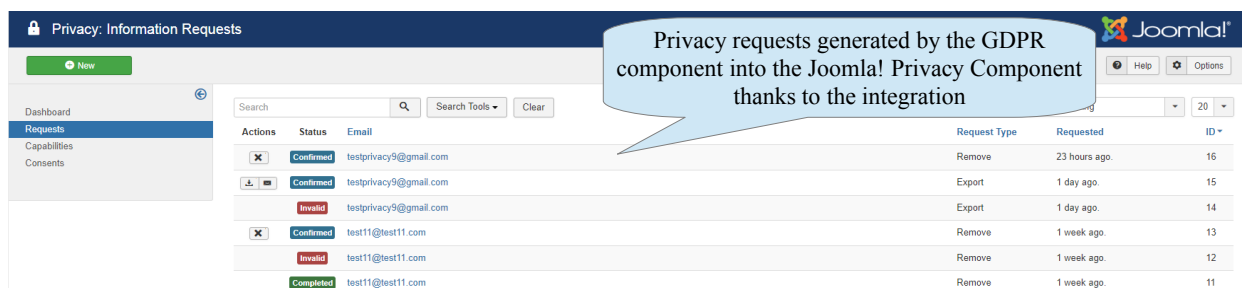 Privacy: Information Requests
Joomla!®
New
Privacy requests generated by the GDPR
component into the Joomla! Privacy Component
thanks to the integration
Help
Options
Dashboard
Requests
Capabilities
Consents
Search
Search Tools
Clear
20
Actions Status Email Request Type Requested ID
Confirmed testprivacy9@gmail.com Remove 23 hours ago. 16
Confirmed testprivacy9@gmail.com Export 1 day ago. 15
Invalid testprivacy9@gmail.com Export 1 day ago. 14
Confirmed test11@test11.com Remove 1 week ago. 13
Invalid test11@test11.com Remove 1 week ago. 12
Completed test11@test11.com Remove 1 week ago. 11